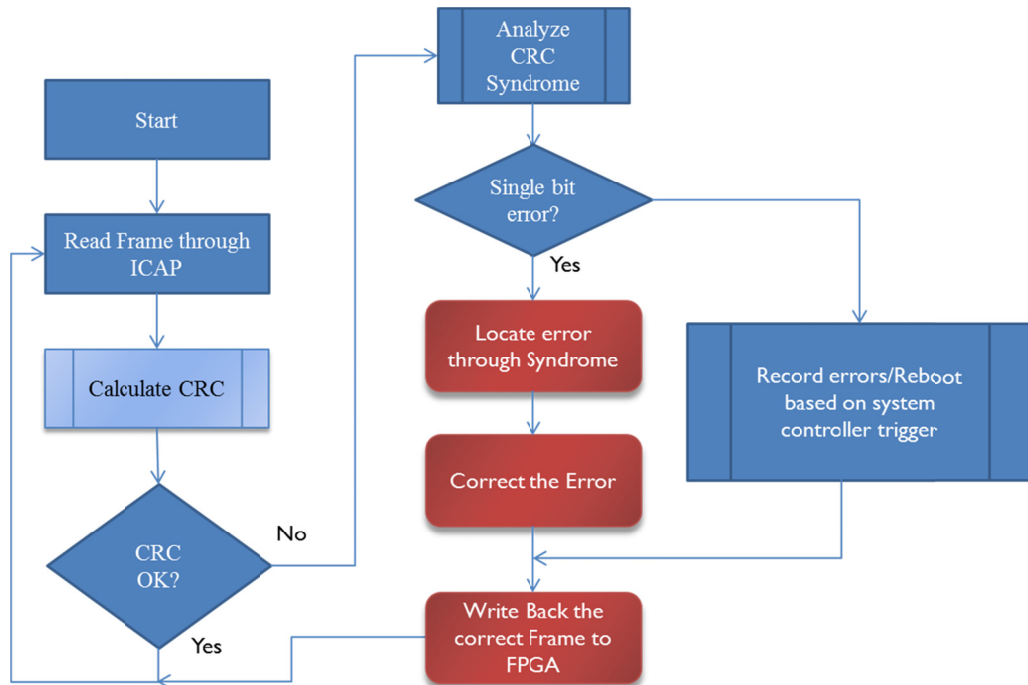 Start
Read Frame through
ICAP
Calculate CRC
CRC
OK?
No
Yes
Analyze
CRC
Syndrome
Single bit
error?
Yes
Locate error
through Syndrome
Correct the Error
Record errors/Reboot
based on system
controller trigger
Write Back the
correct Frame to
FPGA